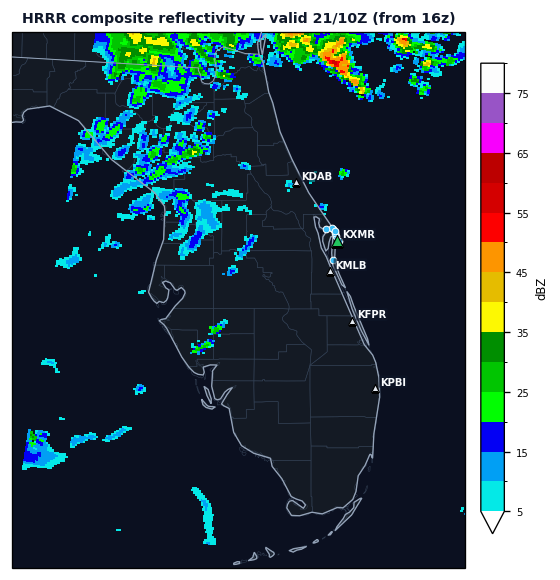 HRRR composite reflectivity — valid 21/10Z (from 16z)
KDAB
KXMR
KMLB
KFPR
KPBI
75
65
55
45
35
25
15
5
dBZ